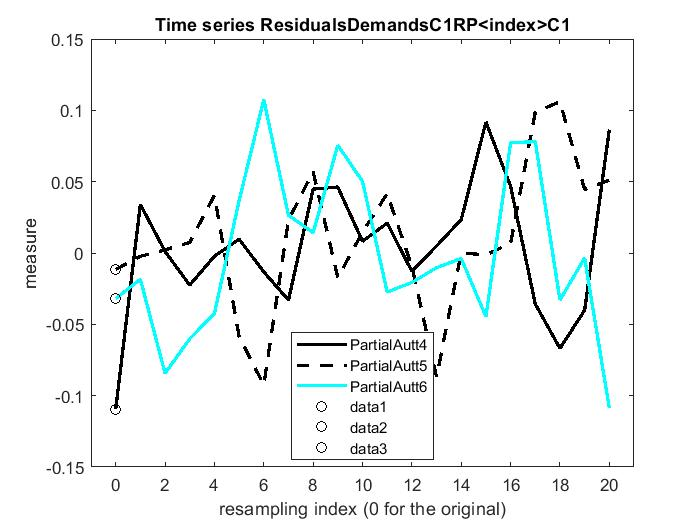 Time series ResidualsDemandsC1RP<index>C1
0.15
0.1
0.05
0
-0.05
-0.1
-0.15
measure
PartialAutt4
PartialAutt5
PartialAutt6
data1
data2
data3
0 2 4 6 8 10 12 14 16 18 20
resampling index (0 for the original)